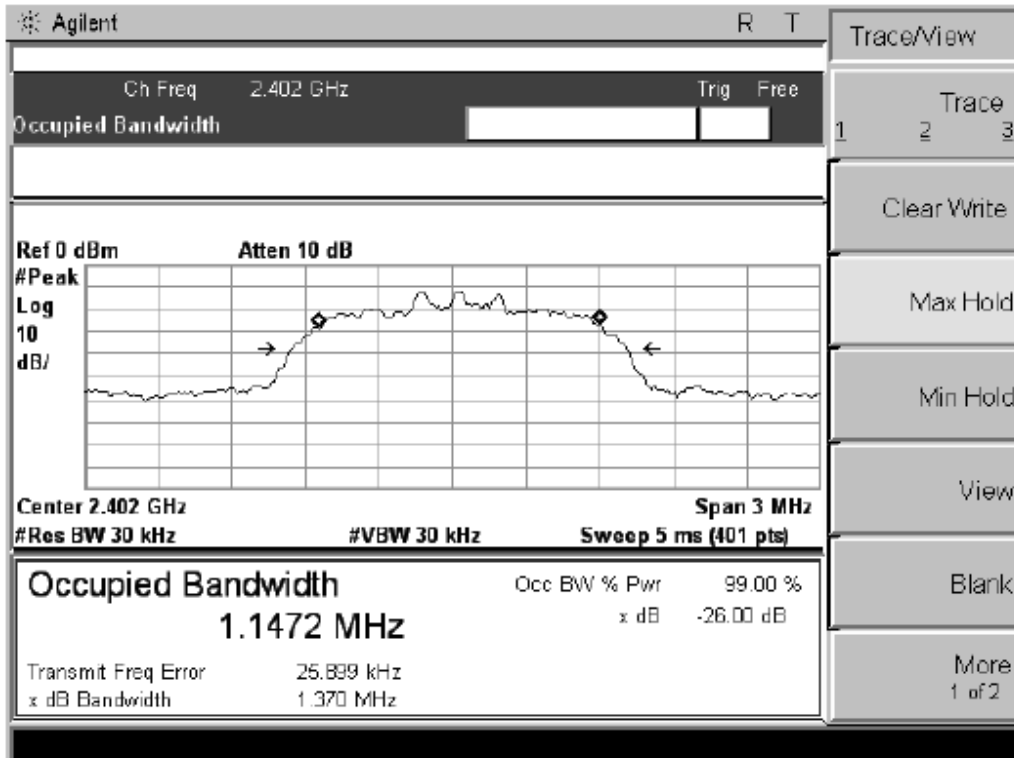 Agilent R T
Trace/View
Ch Freq 2.402 GHz Trig Free
Occupied Bandwidth
Trace
1 2 3
Clear Write
Ref 0 dBm Atten 10 dB
#Peak
Log
10
dB/
Max Hold
Min Hold
Center 2.402 GHz Span 3 MHz
#Res BW 30 kHz #VBW 30 kHz Sweep 5 ms (401 pts)
View
Occupied Bandwidth
1.1472 MHz
Occ BW % Pwr 99.00 %
x dB -26.00 dB
Transmit Freq Error 25.899 kHz
x dB Bandwidth 1.370 MHz
Blank
More
1 of 2